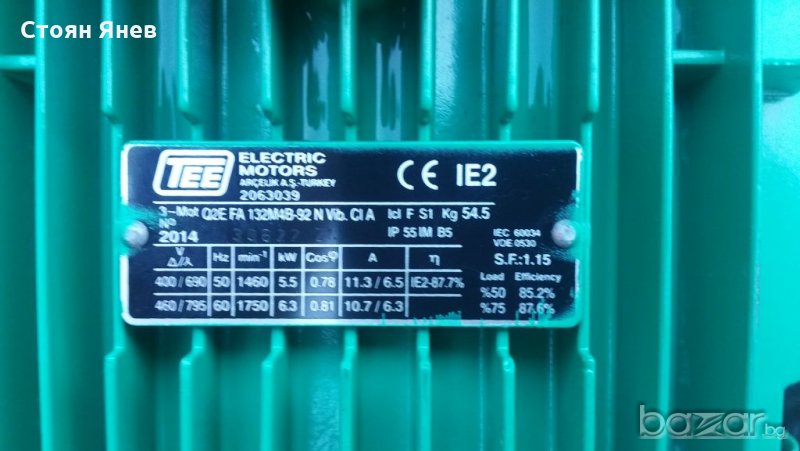 Стоян Янев
TEE ELECTRIC MOTORS
ARÇELİK A.Ş.-TURKEY
2063039
CE IE2
3~Mot Q2E FA 132M4B-92 N Vib. Cl A Icl F S1 Kg 54.5
Nº
2014 IP 55 IM B5
IEC 60034
VDE 0530
S.F.:1.15
V Δ/⅄ Hz min⁻¹ kW Cosφ A η
400 / 690 50 1460 5.5 0.78 11.3 / 6.5 IE2-87.7%
460 / 795 60 1750 6.3 0.81 10.7 / 6.3
Load Efficiency
%50 85.2%
%75 87.6%
bazar.bg